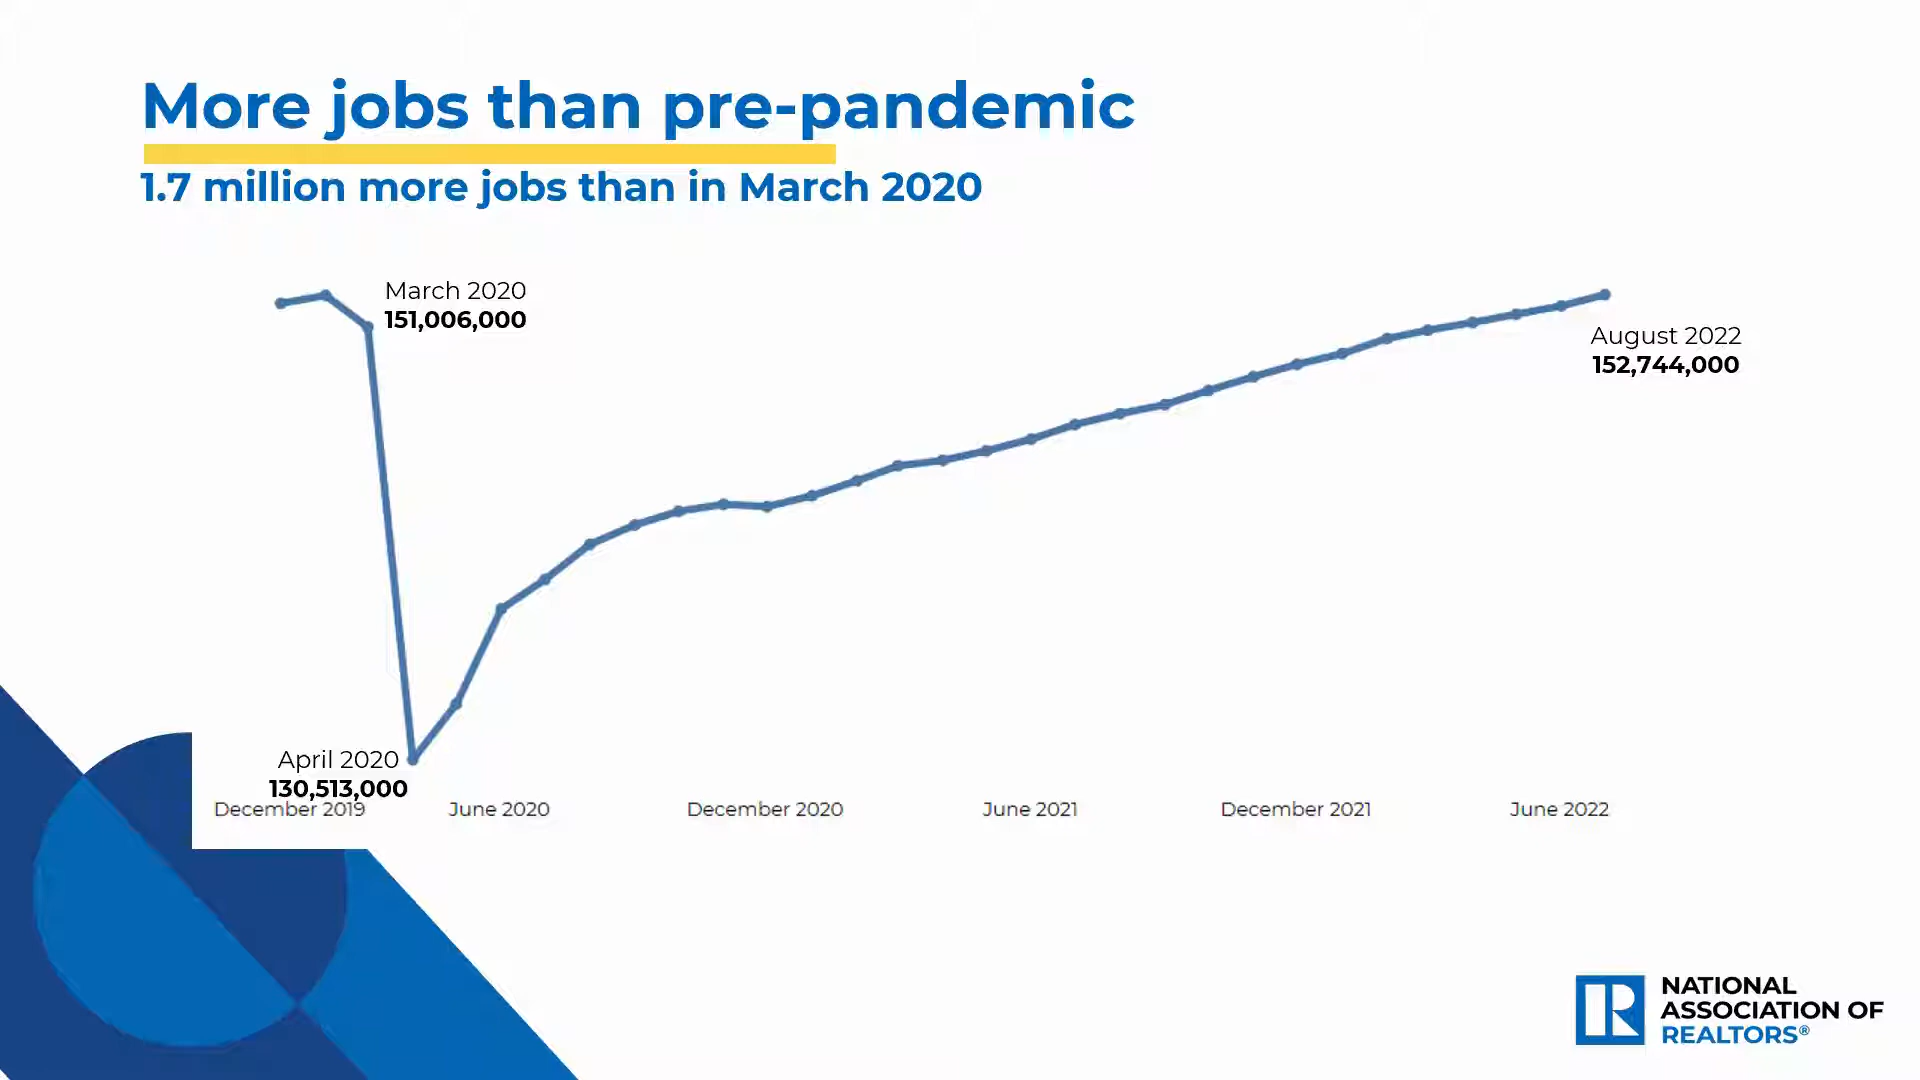 More jobs than pre-pandemic
1.7 million more jobs than in March 2020
March 2020
151,006,000
August 2022
152,744,000
April 2020
130,513,000
December 2019
June 2020
December 2020
June 2021
December 2021
June 2022
NATIONAL
ASSOCIATION OF
REALTORS®